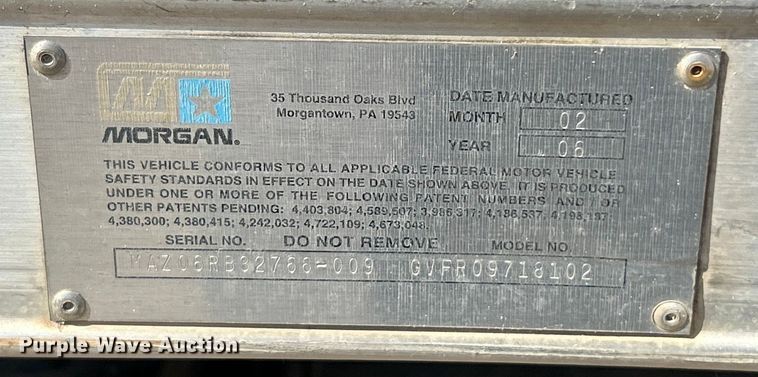 35 Thousand Oaks Blvd
Morgantown, PA 19543
DATE MANUFACTURED
MONTH 02
YEAR 06
MORGAN®
THIS VEHICLE CONFORMS TO ALL APPLICABLE FEDERAL MOTOR VEHICLE
SAFETY STANDARDS IN EFFECT ON THE DATE SHOWN ABOVE. IT IS PRODUCED
UNDER ONE OR MORE OF THE FOLLOWING PATENT NUMBERS AND / OR
OTHER PATENTS PENDING: 4,403,804; 4,589,507; 3,986,317; 4,186,537; 4,198,187;
4,380,300; 4,380,415; 4,242,032; 4,722,109; 4,673,048.
SERIAL NO. DO NOT REMOVE MODEL NO.
MAZ06RB92766-009 GVFR09718102
Purple Wave Auction